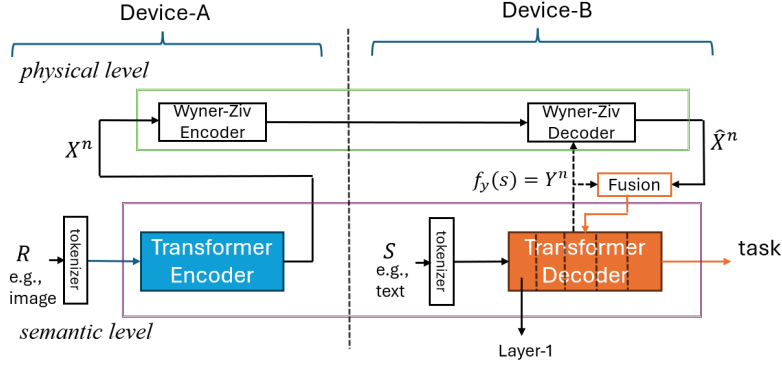 Device-A
Device-B
physical level
Wyner-Ziv
Encoder
Wyner-Ziv
Decoder
Xⁿ
X̂ⁿ
f_y(s) = Yⁿ
Fusion
R
e.g.,
image
tokenizer
Transformer
Encoder
S
e.g.,
text
tokenizer
Transformer
Decoder
task
semantic level
Layer-1